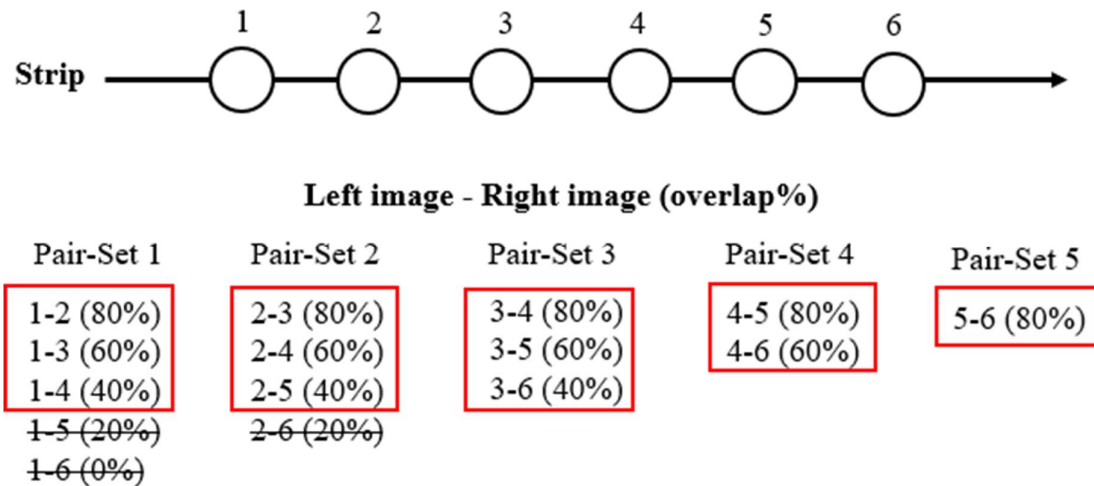 1 2 3 4 5 6
Strip
Left image - Right image (overlap%)
Pair-Set 1 Pair-Set 2 Pair-Set 3 Pair-Set 4 Pair-Set 5
1-2 (80%) 2-3 (80%) 3-4 (80%) 4-5 (80%) 5-6 (80%)
1-3 (60%) 2-4 (60%) 3-5 (60%) 4-6 (60%)
1-4 (40%) 2-5 (40%) 3-6 (40%)
1-5 (20%) 2-6 (20%)
1-6 (0%)